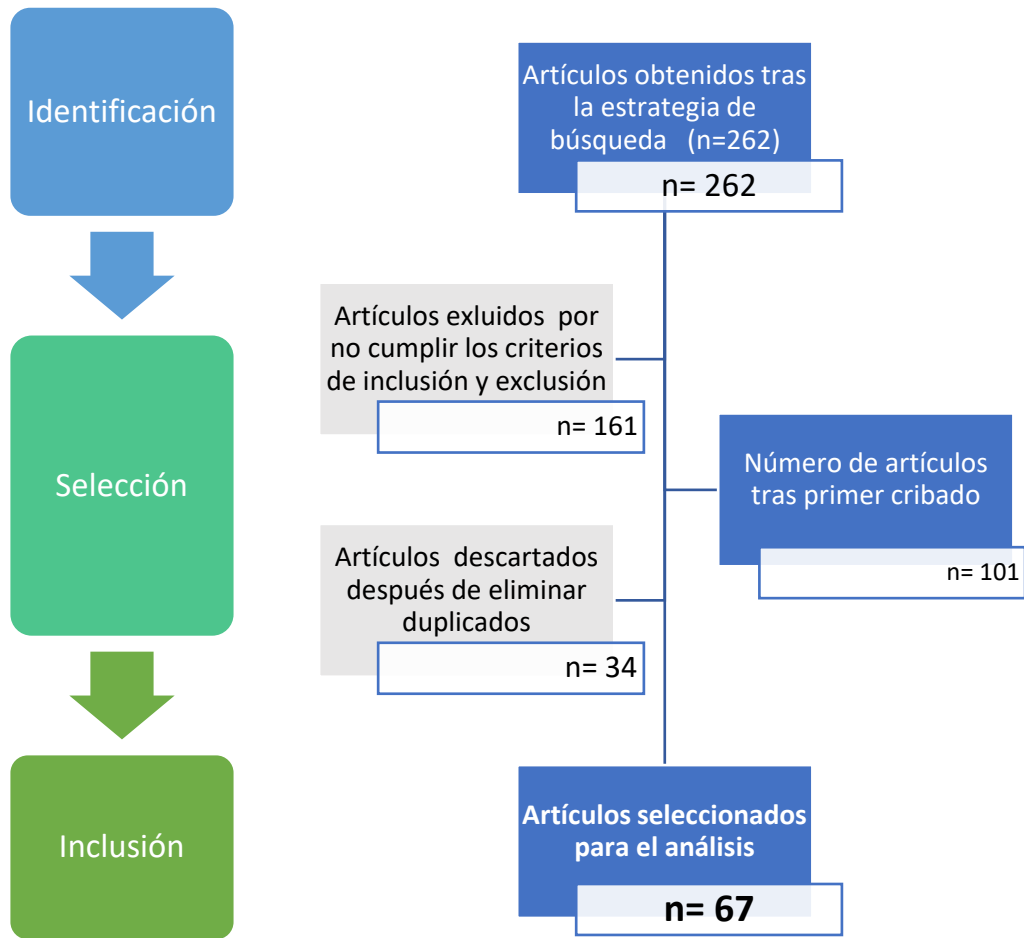 Identificación
Artículos obtenidos tras
la estrategia de
búsqueda (n=262)
n= 262
Artículos exluidos por
no cumplir los criterios
de inclusión y exclusión
n= 161
Selección
Número de artículos
tras primer cribado
n= 101
Artículos descartados
después de eliminar
duplicados
n= 34
Inclusión
Artículos seleccionados
para el análisis
n= 67